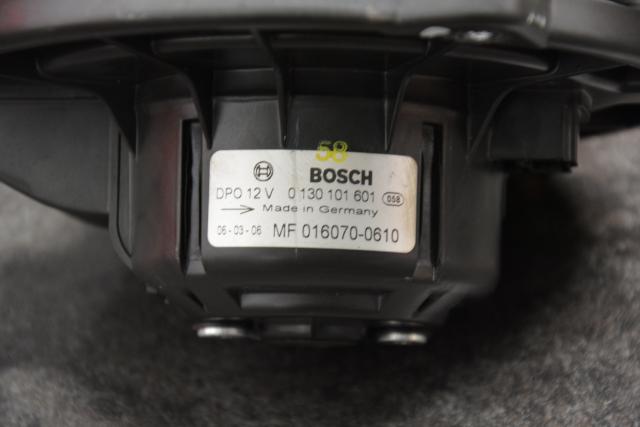 58
BOSCH
DPO 12 V 0 130 101 601 058
Made in Germany
06-03-06 MF 016070-0610